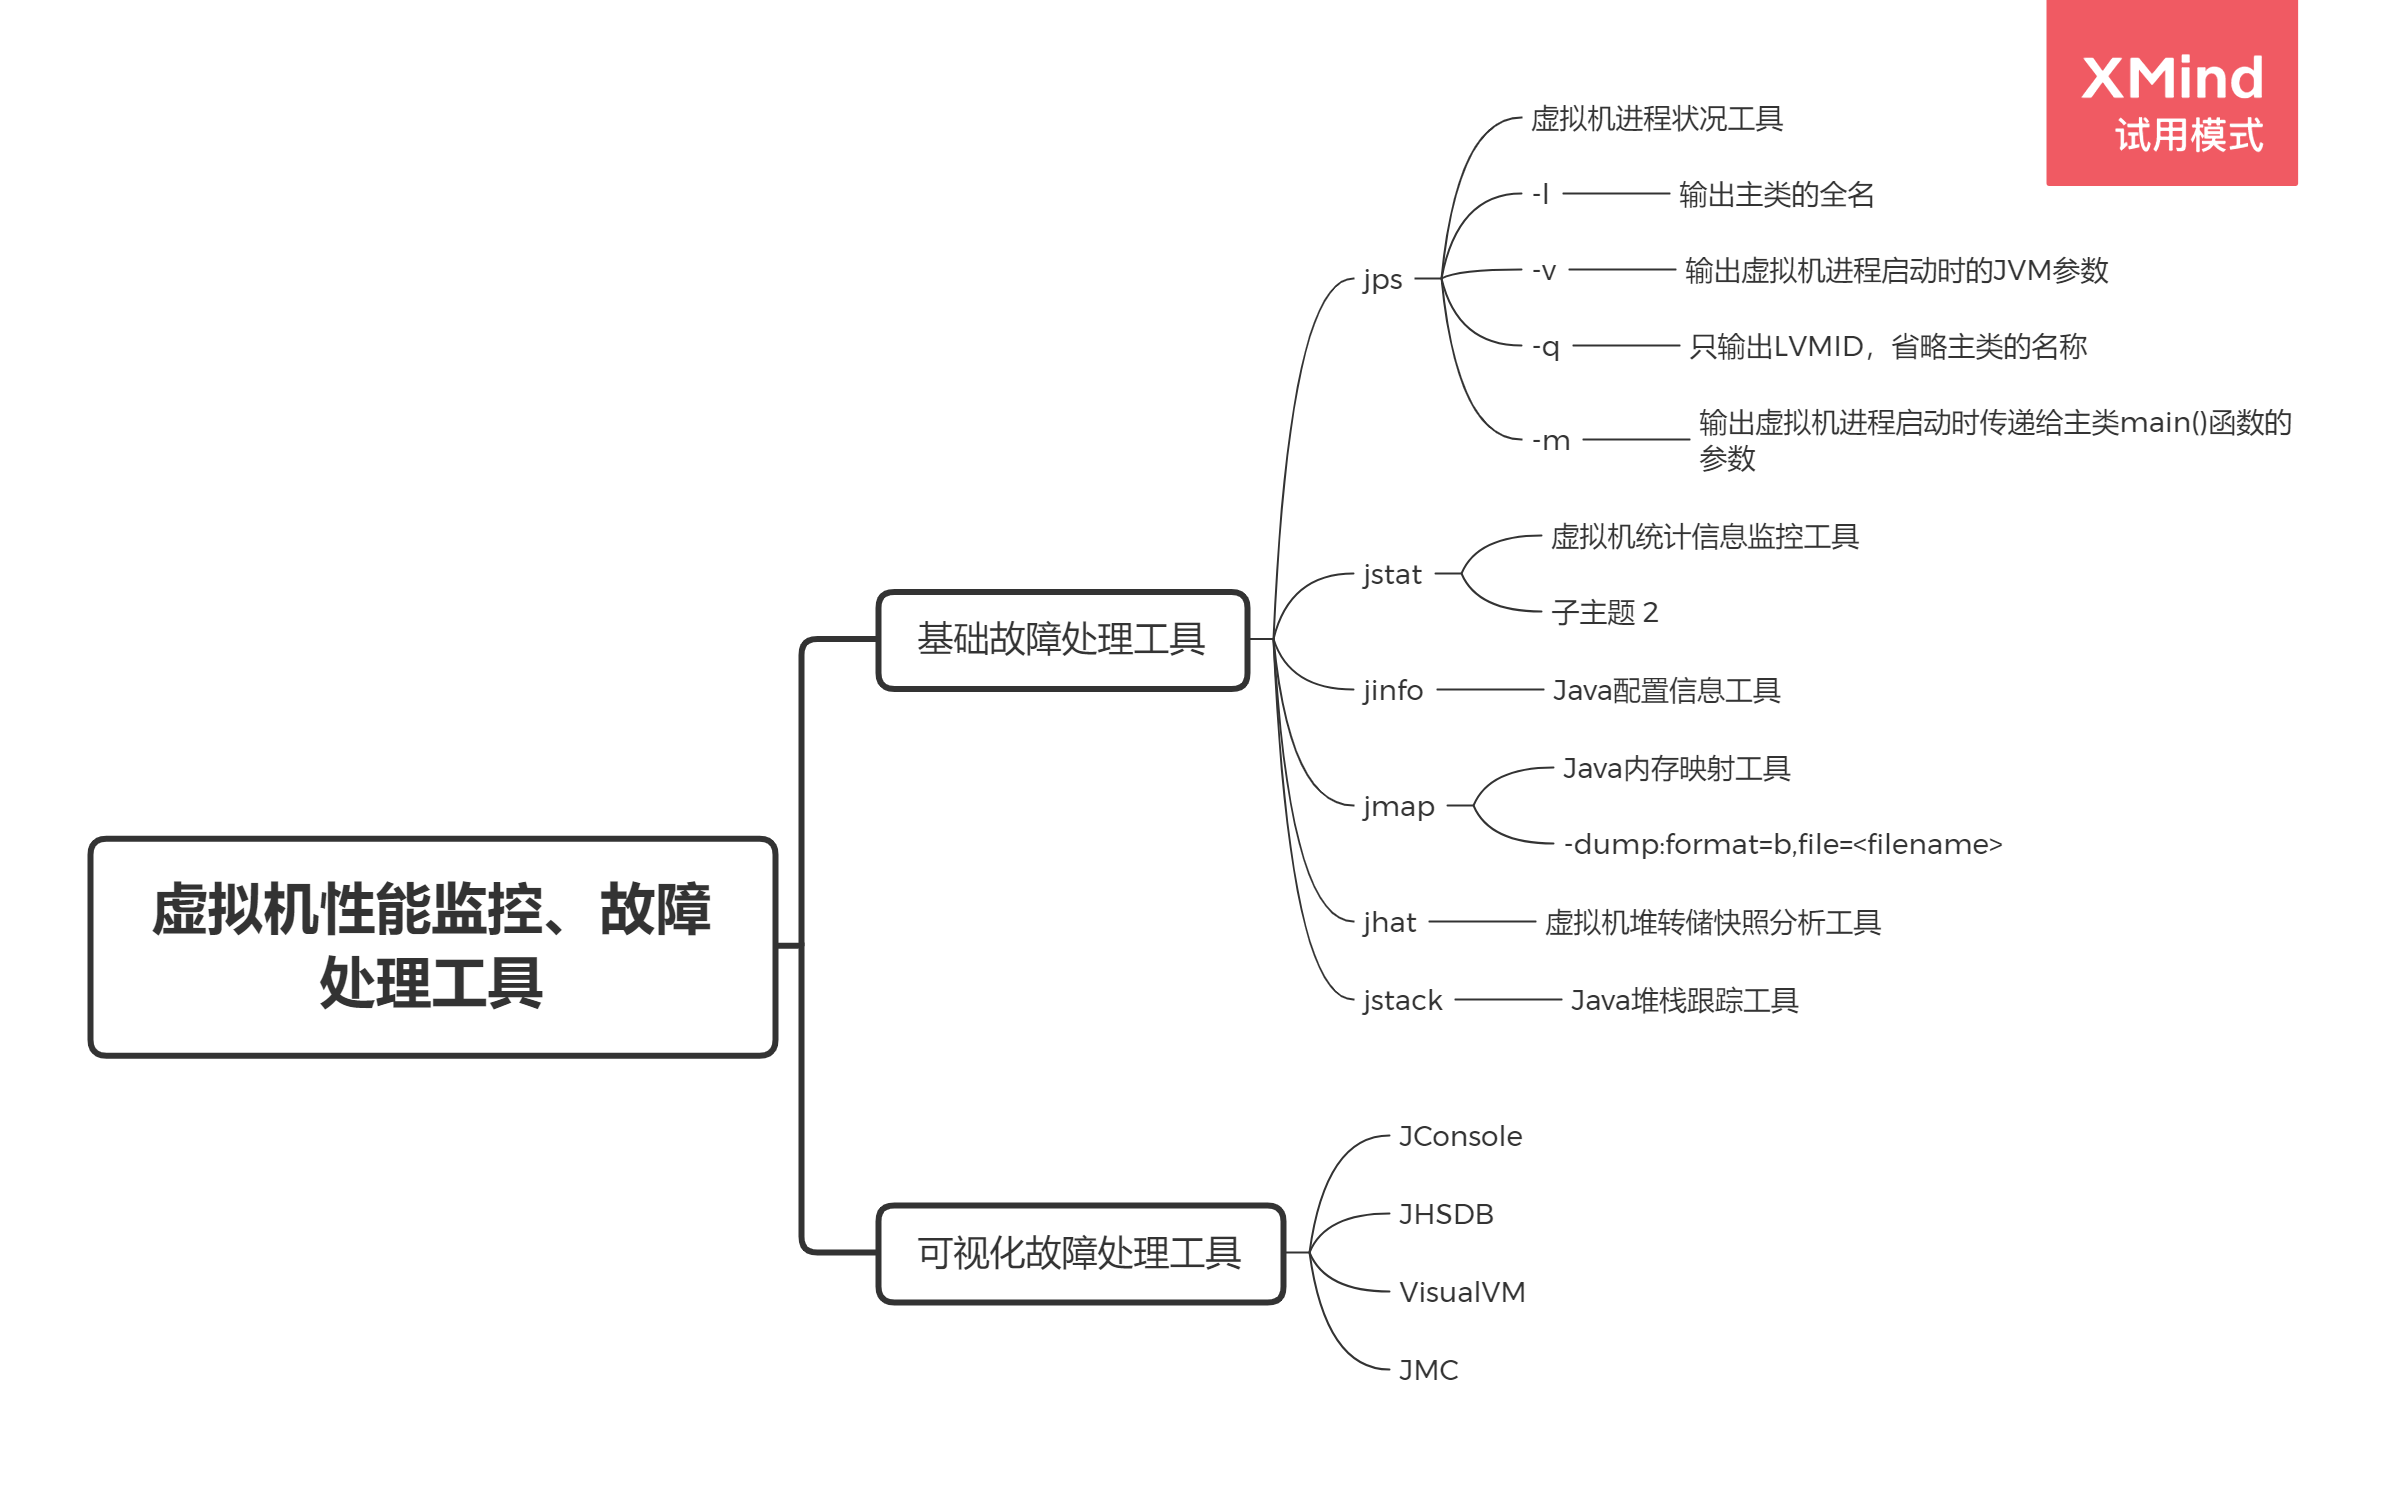 XMind
试用模式
虚拟机性能监控、故障
处理工具
基础故障处理工具
jps
虚拟机进程状况工具
-l
输出主类的全名
-v
输出虚拟机进程启动时的JVM参数
-q
只输出LVMID，省略主类的名称
-m
输出虚拟机进程启动时传递给主类main()函数的
参数
jstat
虚拟机统计信息监控工具
子主题 2
jinfo
Java配置信息工具
jmap
Java内存映射工具
-dump:format=b,file=<filename>
jhat
虚拟机堆转储快照分析工具
jstack
Java堆栈跟踪工具
可视化故障处理工具
JConsole
JHSDB
VisualVM
JMC